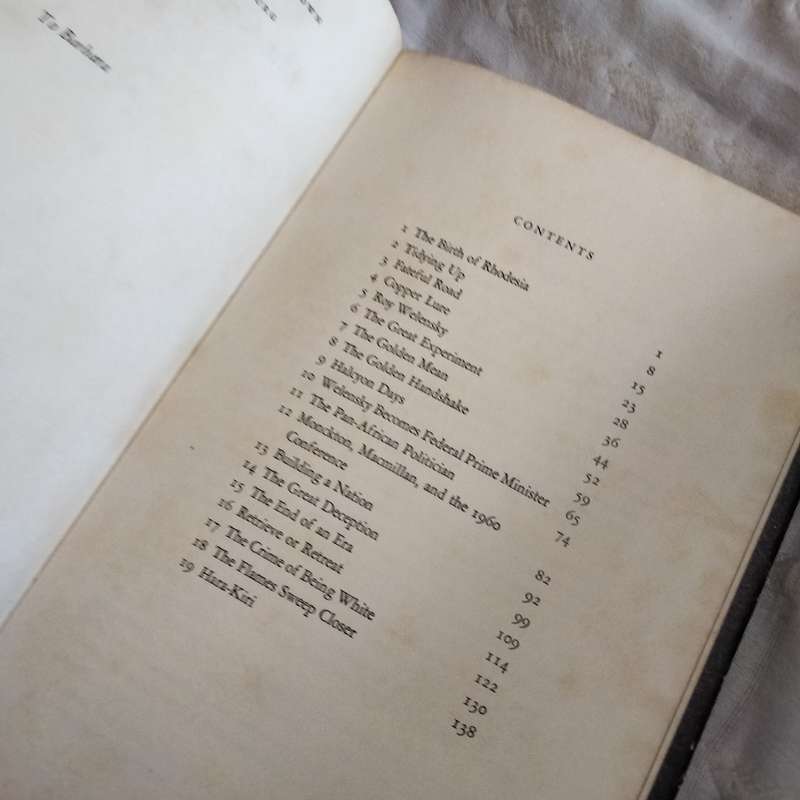 To Barbara
CONTENTS
1 The Birth of Rhodesia 1
2 Tidying Up 8
3 Fateful Road 15
4 Copper Lure 23
5 Roy Welensky 28
6 The Great Experiment 36
7 The Golden Mean 44
8 The Golden Handshake 52
9 Halcyon Days 59
10 Welensky Becomes Federal Prime Minister 65
11 The Pan-African Politician 74
12 Monckton, Macmillan, and the 1960
Conference 82
13 Building a Nation 92
14 The Great Deception 99
15 The End of an Era 109
16 Retrieve or Retreat 114
17 The Crime of Being White 122
18 The Flames Sweep Closer 130
19 Hara-Kiri 138